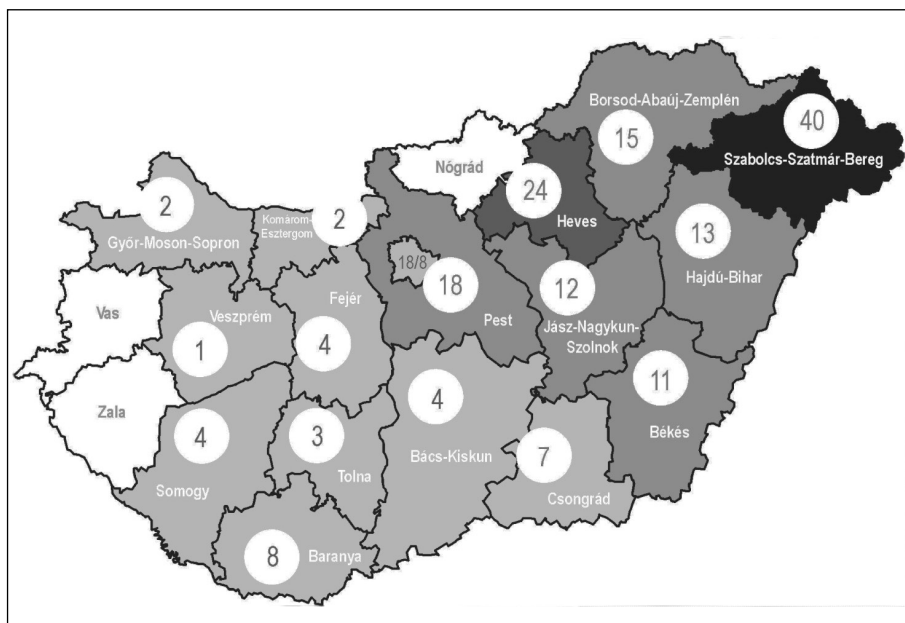 Borsod-Abaúj-Zemplén
15
40
Szabolcs-Szatmár-Bereg
Nógrád
24
Heves
2
Győr-Moson-Sopron
Komarom-
Esztergom
2
13
Hajdú-Bihar
18/8
18
Pest
12
Jász-Nagykun-
Szolnok
Vas
Veszprém
1
Fejér
4
11
Békés
Zala
4
Somogy
3
Tolna
4
Bács-Kiskun
7
Csongrád
8
Baranya